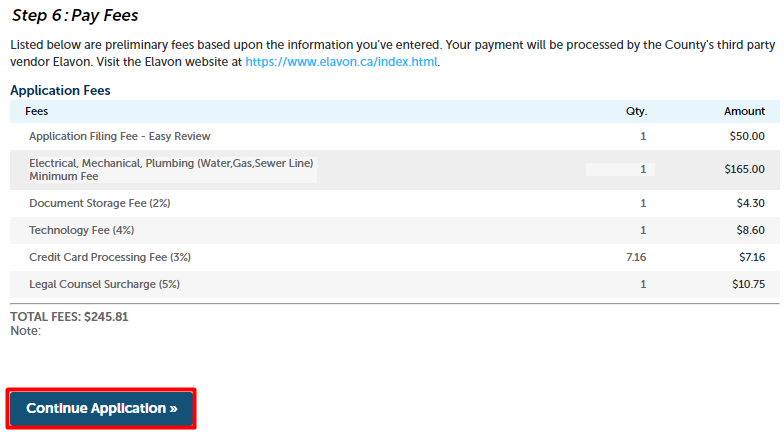 Step 6: Pay Fees
Listed below are preliminary fees based upon the information you've entered. Your payment will be processed by the County's third party
vendor Elavon. Visit the Elavon website at https://www.elavon.ca/index.html.
Application Fees
Fees Qty. Amount
Application Filing Fee - Easy Review 1 $50.00
Electrical, Mechanical, Plumbing (Water,Gas,Sewer Line)
Minimum Fee 1 $165.00
Document Storage Fee (2%) 1 $4.30
Technology Fee (4%) 1 $8.60
Credit Card Processing Fee (3%) 7.16 $7.16
Legal Counsel Surcharge (5%) 1 $10.75
TOTAL FEES: $245.81
Note:
Continue Application »